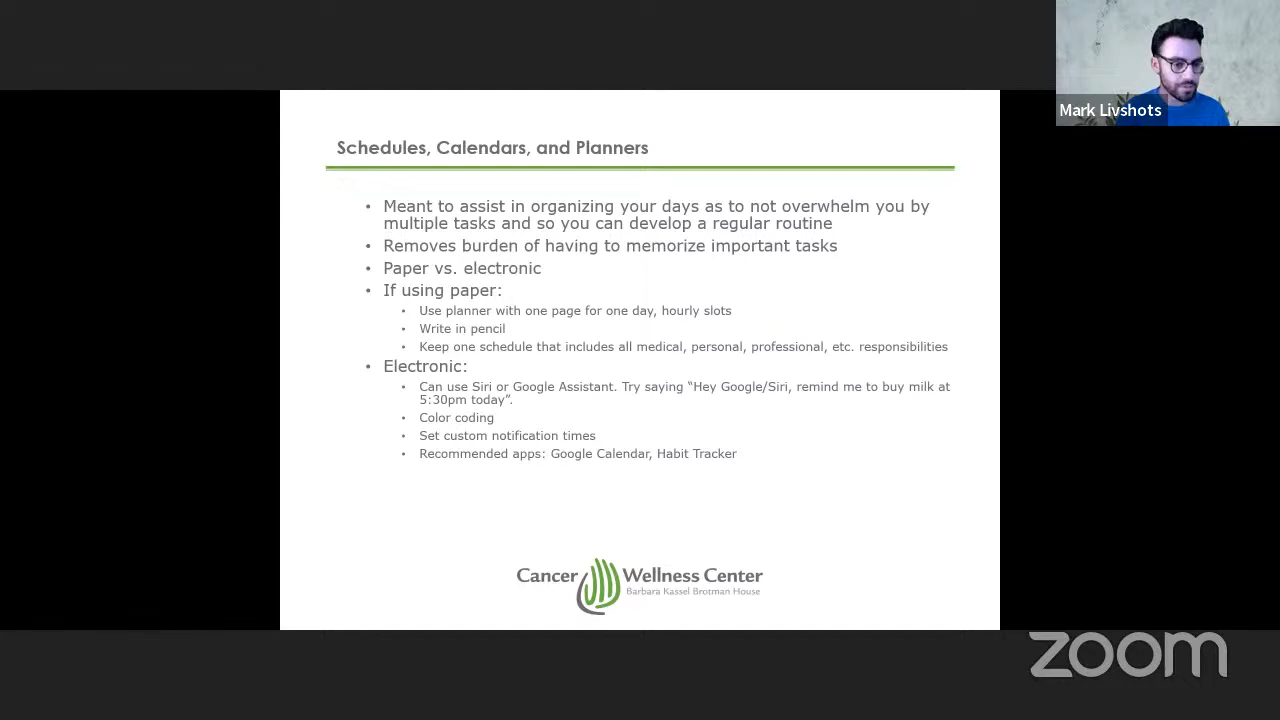 Mark Livshots
Schedules, Calendars, and Planners
• Meant to assist in organizing your days as to not overwhelm you by
multiple tasks and so you can develop a regular routine
• Removes burden of having to memorize important tasks
• Paper vs. electronic
• If using paper:
• Use planner with one page for one day, hourly slots
• Write in pencil
• Keep one schedule that includes all medical, personal, professional, etc. responsibilities
• Electronic:
• Can use Siri or Google Assistant. Try saying “Hey Google/Siri, remind me to buy milk at
5:30pm today”.
• Color coding
• Set custom notification times
• Recommended apps: Google Calendar, Habit Tracker
Cancer Wellness Center
Barbara Kassel Brotman House
zoom